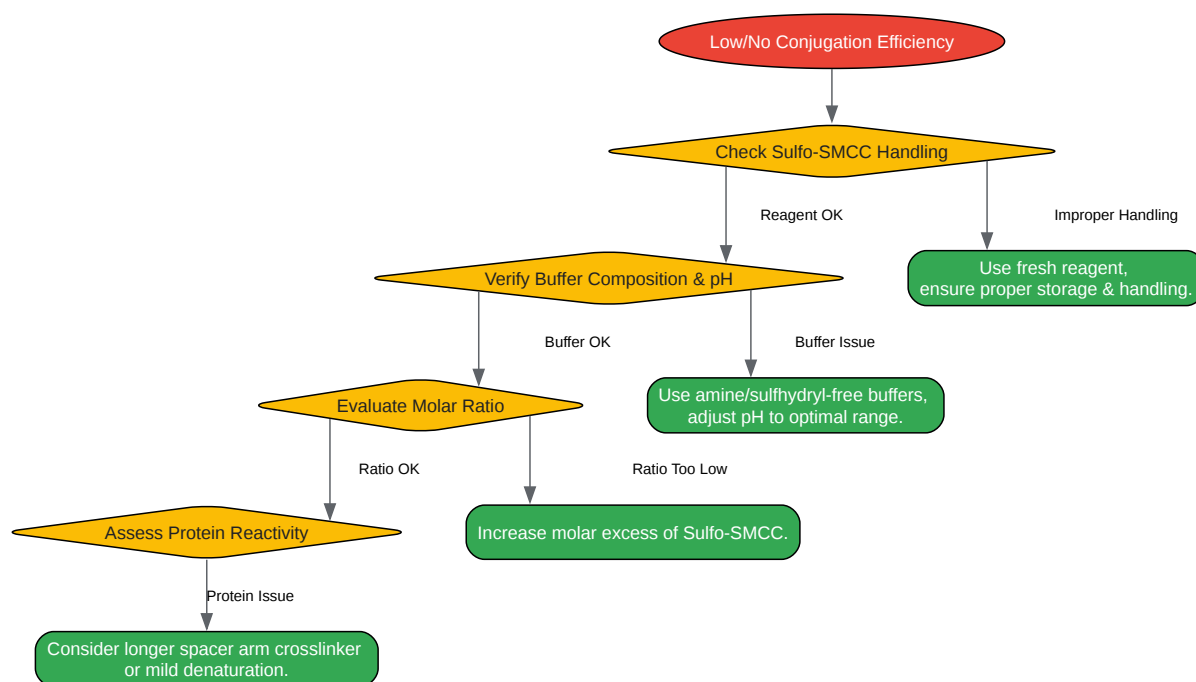 Low/No Conjugation Efficiency
Check Sulfo-SMCC Handling
Reagent OK
Improper Handling
Use fresh reagent,
ensure proper storage & handling.
Verify Buffer Composition & pH
Buffer OK
Buffer Issue
Use amine/sulfhydryl-free buffers,
adjust pH to optimal range.
Evaluate Molar Ratio
Ratio OK
Ratio Too Low
Increase molar excess of Sulfo-SMCC.
Assess Protein Reactivity
Protein Issue
Consider longer spacer arm crosslinker
or mild denaturation.